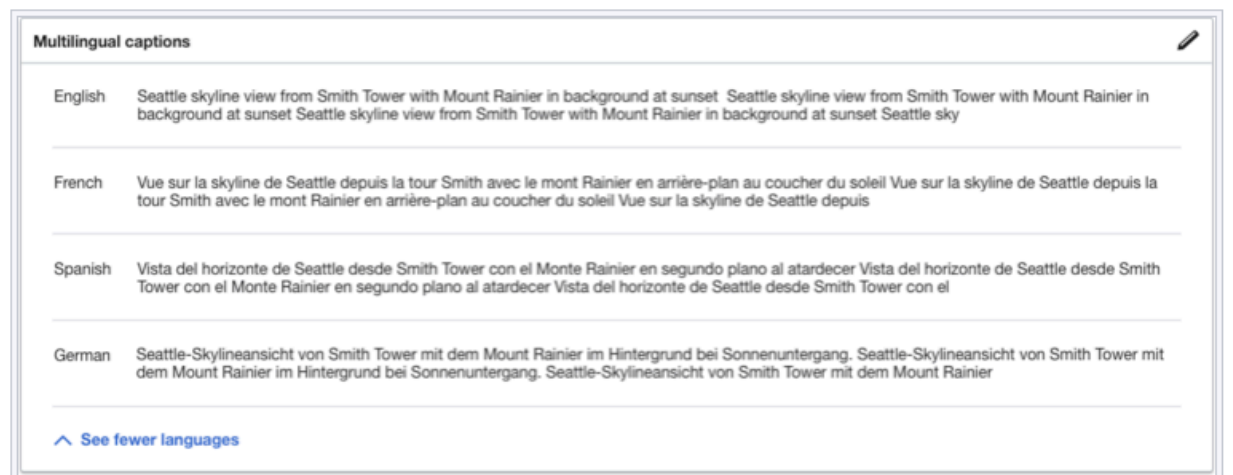 Multilingual captions
English
Seattle skyline view from Smith Tower with Mount Rainier in background at sunset  Seattle skyline view from Smith Tower with Mount Rainier in
background at sunset Seattle skyline view from Smith Tower with Mount Rainier in background at sunset Seattle sky
French
Vue sur la skyline de Seattle depuis la tour Smith avec le mont Rainier en arrière-plan au coucher du soleil Vue sur la skyline de Seattle depuis la
tour Smith avec le mont Rainier en arrière-plan au coucher du soleil Vue sur la skyline de Seattle depuis
Spanish
Vista del horizonte de Seattle desde Smith Tower con el Monte Rainier en segundo plano al atardecer Vista del horizonte de Seattle desde Smith
Tower con el Monte Rainier en segundo plano al atardecer Vista del horizonte de Seattle desde Smith Tower con el
German
Seattle-Skylineansicht von Smith Tower mit dem Mount Rainier im Hintergrund bei Sonnenuntergang. Seattle-Skylineansicht von Smith Tower mit
dem Mount Rainier im Hintergrund bei Sonnenuntergang. Seattle-Skylineansicht von Smith Tower mit dem Mount Rainier
See fewer languages